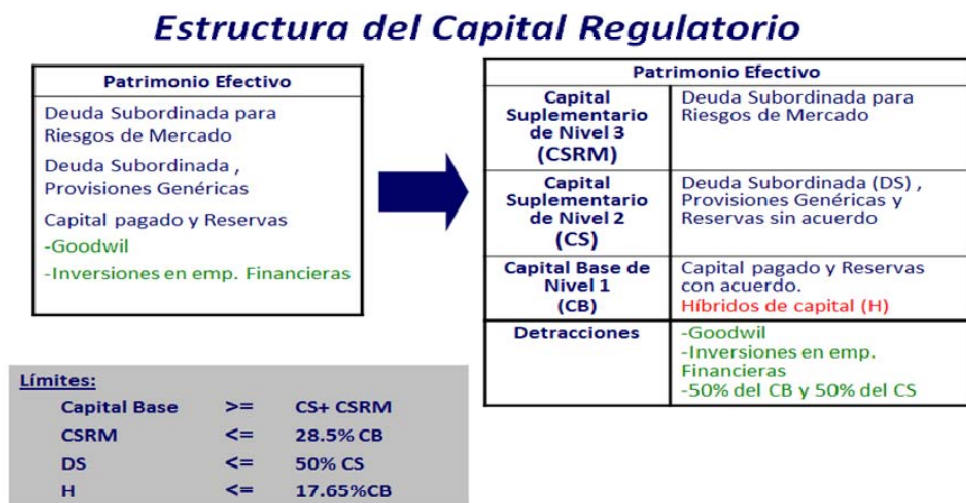 Estructura del Capital Regulatorio
Patrimonio Efectivo
Deuda Subordinada para
Riesgos de Mercado
Deuda Subordinada ,
Provisiones Genéricas
Capital pagado y Reservas
-Goodwil
-Inversiones en emp. Financieras
Patrimonio Efectivo
Capital
Suplementario
de Nivel 3
(CSRM)
Deuda Subordinada para
Riesgos de Mercado
Capital
Suplementario
de Nivel 2
(CS)
Deuda Subordinada (DS) ,
Provisiones Genéricas y
Reservas sin acuerdo
Capital Base de
Nivel 1
(CB)
Capital pagado y Reservas
con acuerdo.
Híbridos de capital (H)
Detracciones
-Goodwil
-Inversiones en emp.
Financieras
-50% del CB y 50% del CS
Límites:
Capital Base >= CS+ CSRM
CSRM <= 28.5% CB
DS <= 50% CS
H <= 17.65%CB